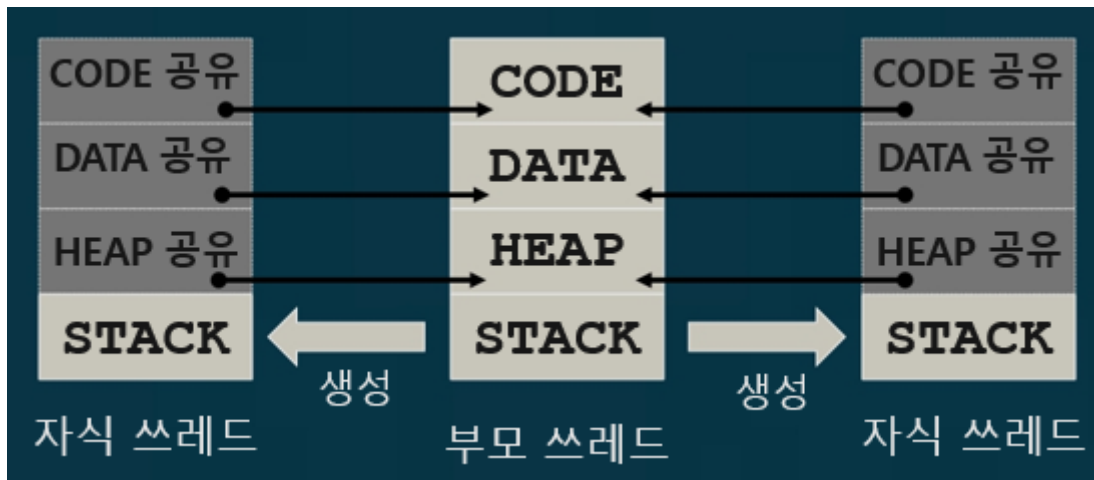 CODE 공유
CODE
CODE 공유
DATA 공유
DATA
DATA 공유
HEAP 공유
HEAP
HEAP 공유
STACK
STACK
STACK
생성
생성
자식 쓰레드
부모 쓰레드
자식 쓰레드